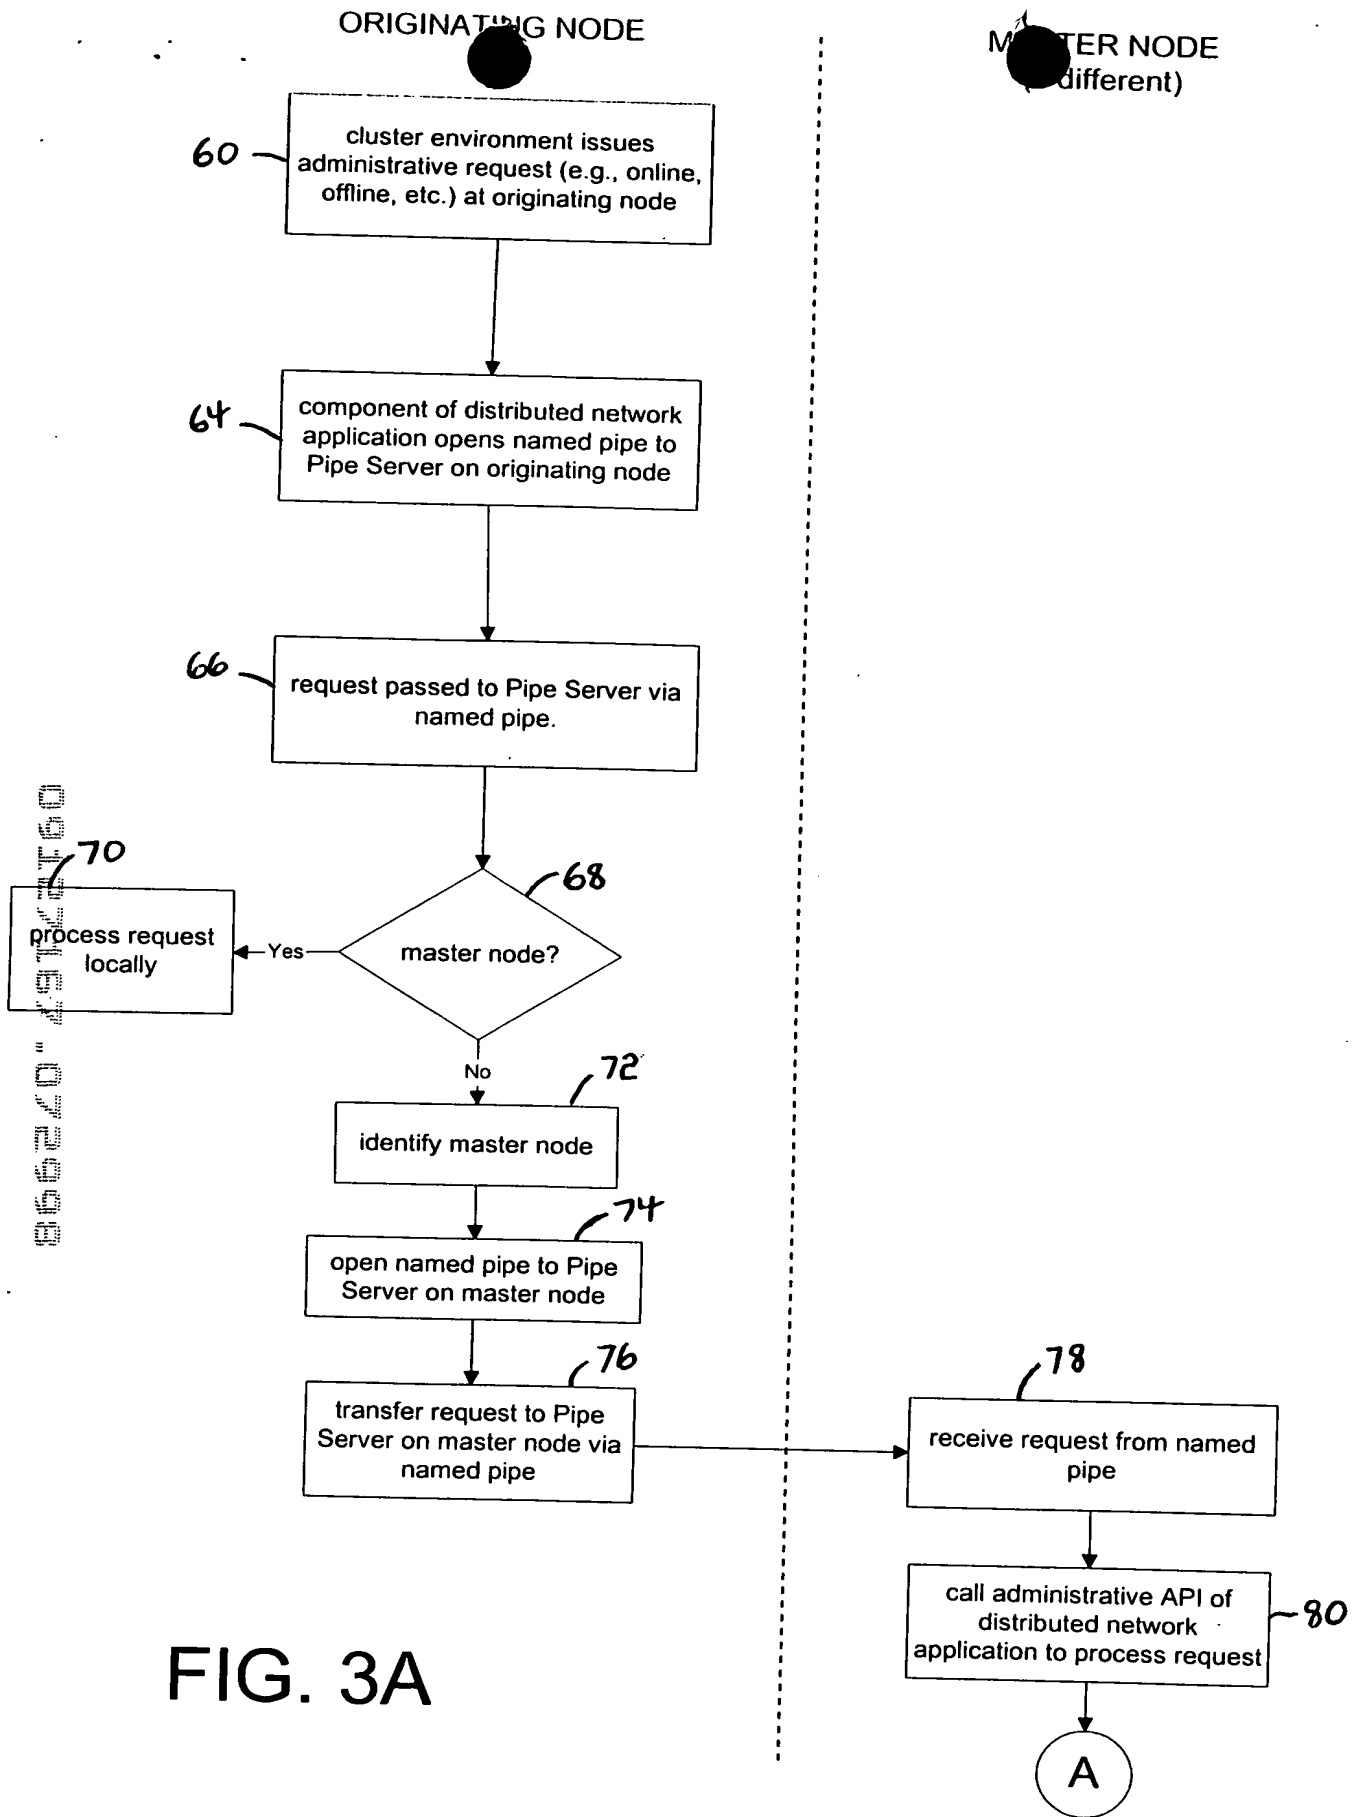 ORIGINATING NODE
TER NODE
different)
60
cluster environment issues
administrative request (e.g., online,
offline, etc.) at originating node
64
component of distributed network
application opens named pipe to
Pipe Server on originating node
66
request passed to Pipe Server via
named pipe.
70
process request
locally
Yes
68
master node?
No
72
identify master node
74
open named pipe to Pipe
Server on master node
76
transfer request to Pipe
Server on master node via
named pipe
78
receive request from named
pipe
80
call administrative API of
distributed network
application to process request
A
FIG. 3A